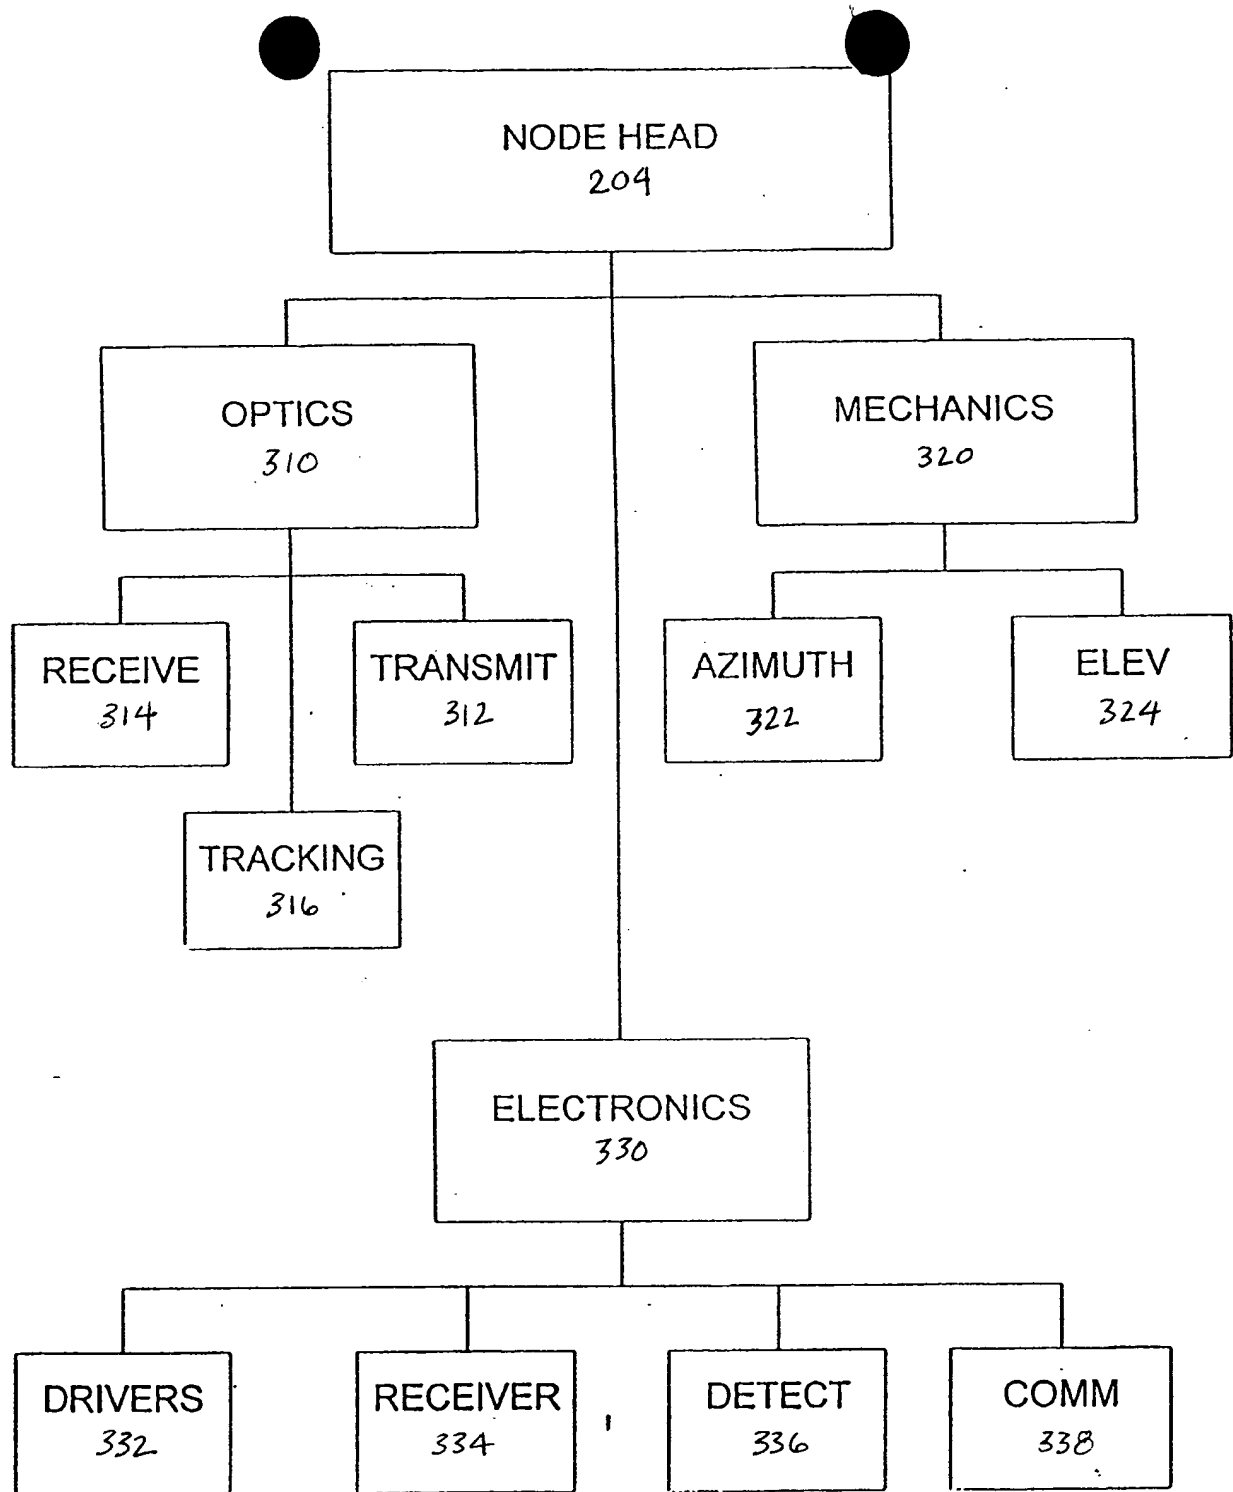 NODE HEAD
204
OPTICS
310
MECHANICS
320
RECEIVE
314
TRANSMIT
312
AZIMUTH
322
ELEV
324
TRACKING
316
ELECTRONICS
330
DRIVERS
332
RECEIVER
334
DETECT
336
COMM
338